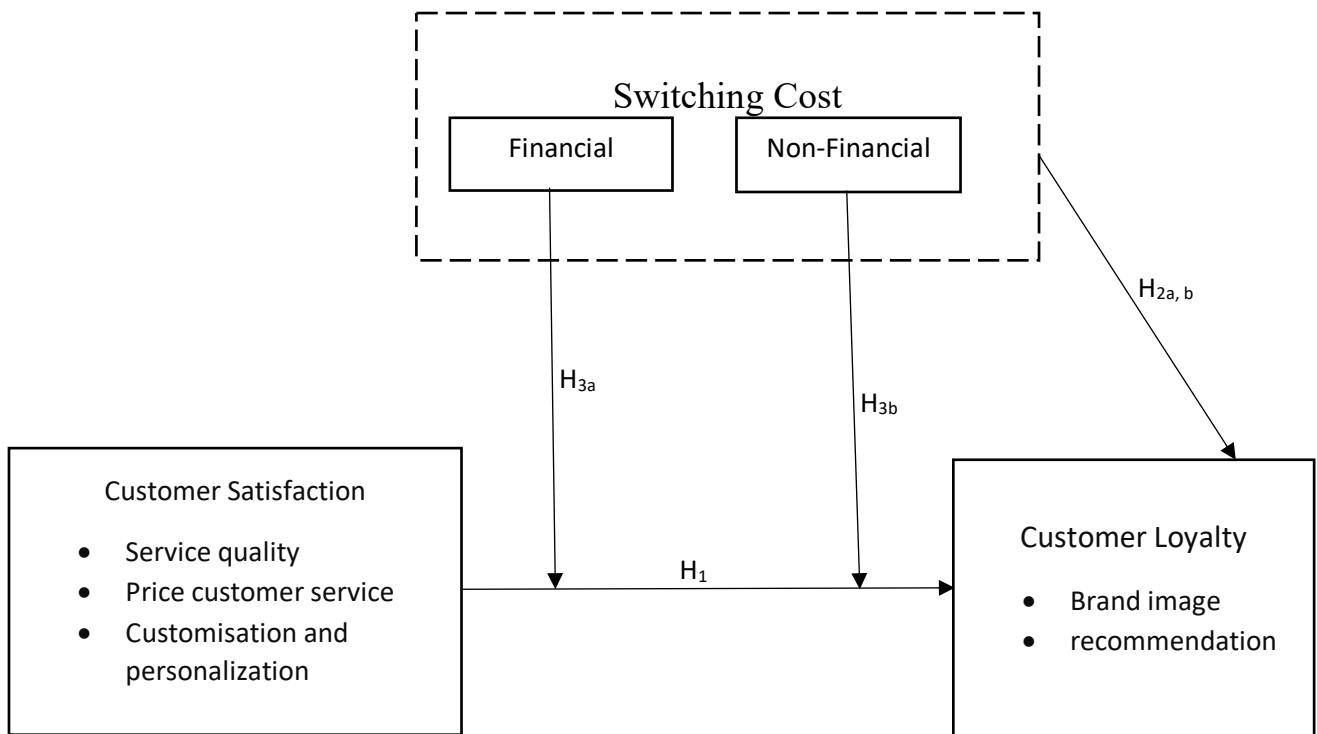 Switching Cost
Financial
Non-Financial
H2a, b
H3a
H3b
Customer Satisfaction
• Service quality
• Price customer service
• Customisation and
personalization
H1
Customer Loyalty
• Brand image
• recommendation